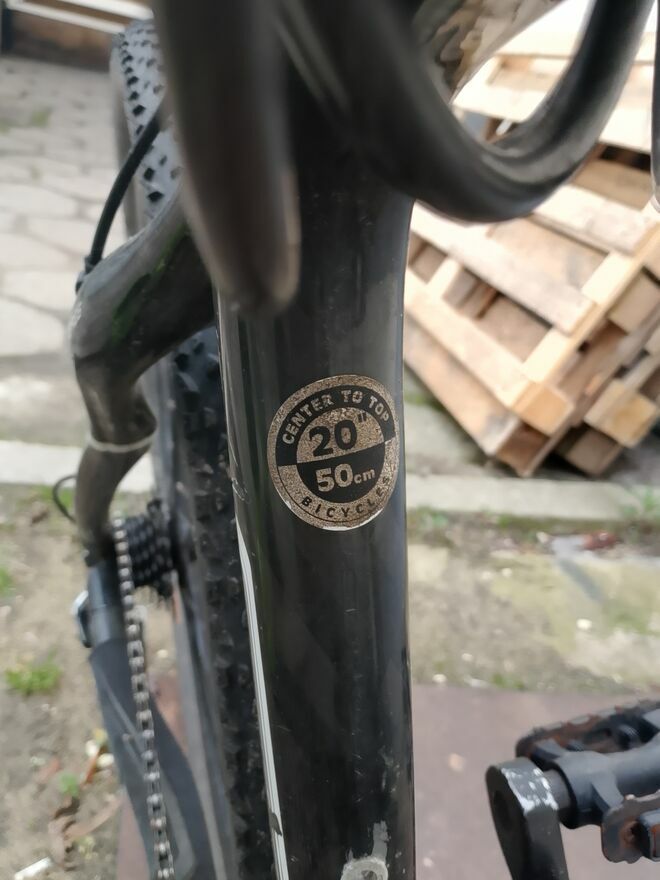 CENTER TO TOP
20"
50cm
BICYCLES